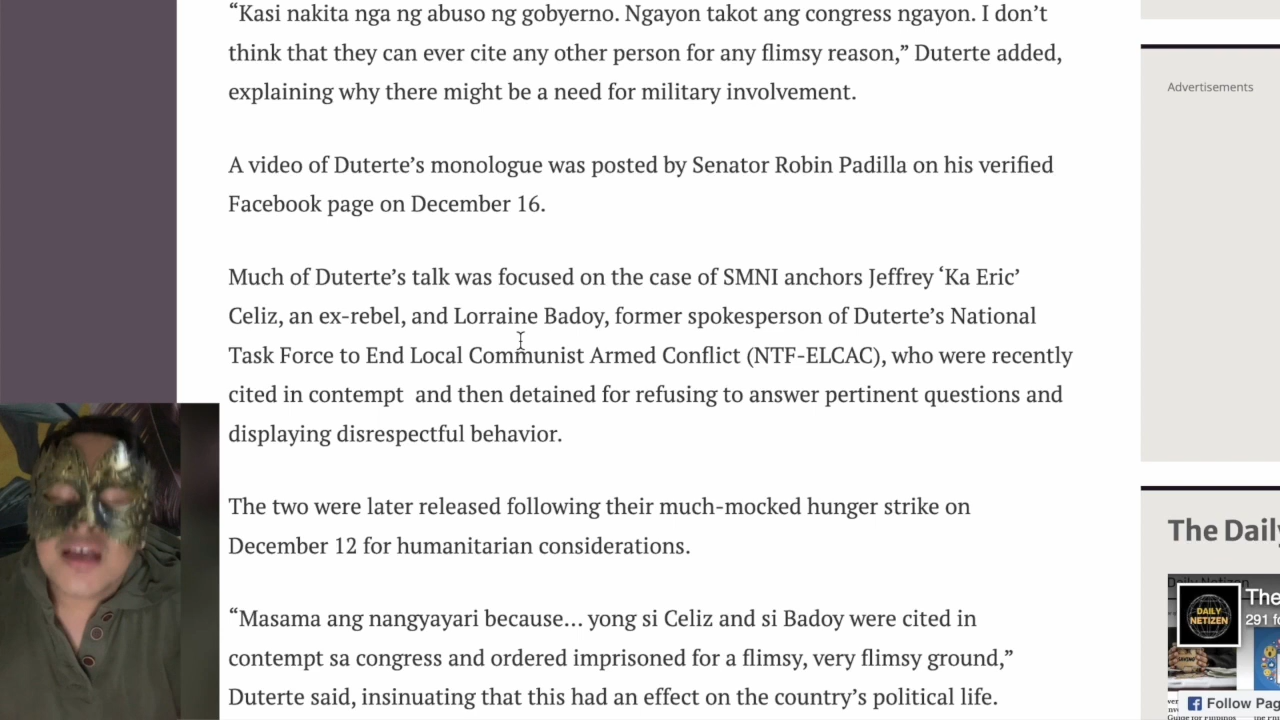 “Kasi nakita nga ng abuso ng gobyerno. Ngayon takot ang congress ngayon. I don’t
think that they can ever cite any other person for any flimsy reason,” Duterte added,
explaining why there might be a need for military involvement.
A video of Duterte’s monologue was posted by Senator Robin Padilla on his verified
Facebook page on December 16.
Much of Duterte’s talk was focused on the case of SMNI anchors Jeffrey ‘Ka Eric’
Celiz, an ex-rebel, and Lorraine Badoy, former spokesperson of Duterte’s National
Task Force to End Local Communist Armed Conflict (NTF-ELCAC), who were recently
cited in contempt  and then detained for refusing to answer pertinent questions and
displaying disrespectful behavior.
The two were later released following their much-mocked hunger strike on
December 12 for humanitarian considerations.
“Masama ang nangyayari because… yong si Celiz and si Badoy were cited in
contempt sa congress and ordered imprisoned for a flimsy, very flimsy ground,”
Duterte said, insinuating that this had an effect on the country’s political life.
Advertisements
The Daily
Daily Netizen
The
DAILY
NETIZEN
291 fo
Follow Pag